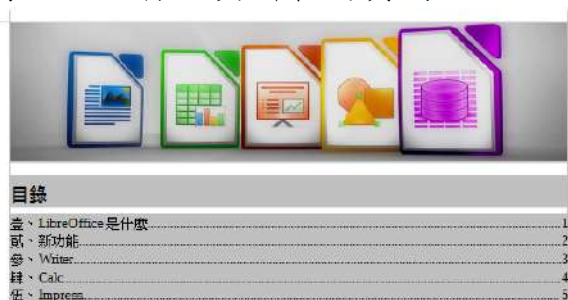 目錄
壹、LibreOffice是什麼........1
貳、新功能........2
參、Writer........3
肆、Calc........4
伍、Impress........5